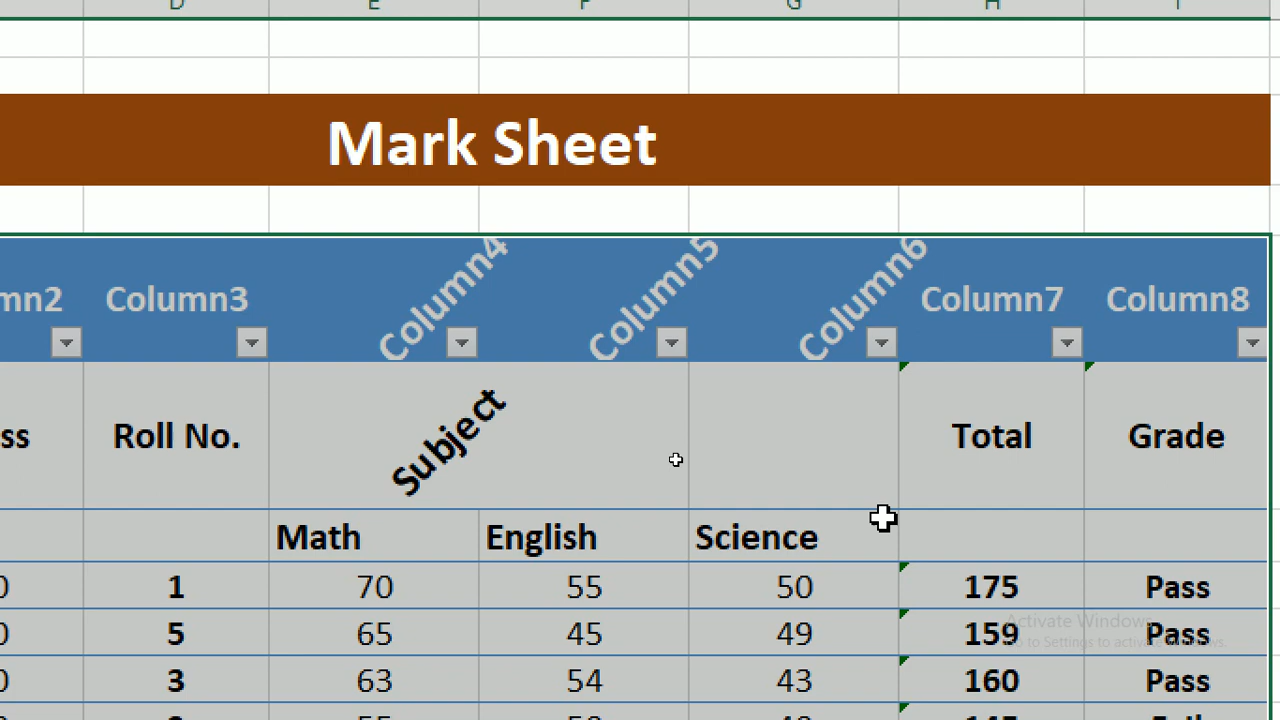 D E F G H I
Mark Sheet
mn2 Column3 Column4 Column5 Column6 Column7 Column8
ss Roll No. Subject Total Grade
Math English Science
0 1 70 55 50 175 Pass
0 5 65 45 49 159 Pass
Activate Windows
Go to Settings to activate Windows.
0 3 63 54 43 160 Pass